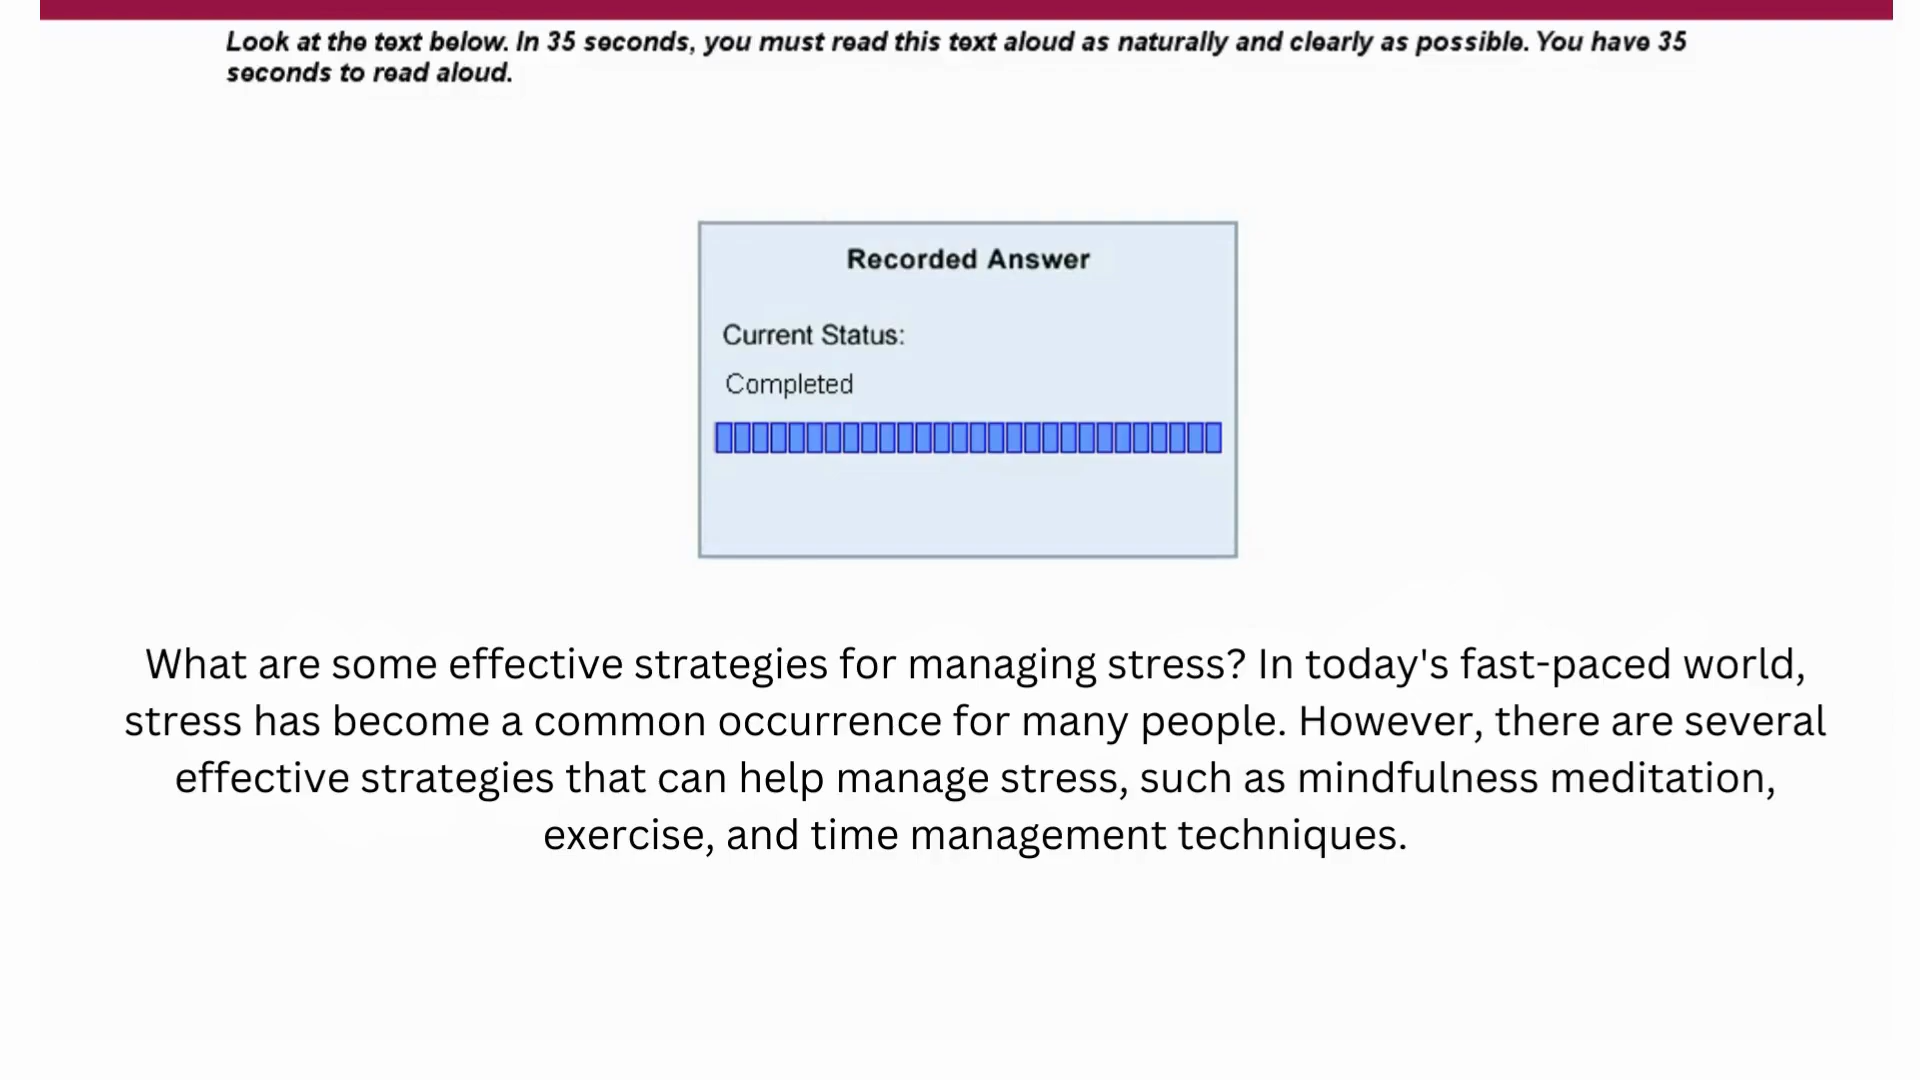 Look at the text below. In 35 seconds, you must read this text aloud as naturally and clearly as possible. You have 35
seconds to read aloud.
Recorded Answer
Current Status:
Completed
What are some effective strategies for managing stress? In today's fast-paced world,
stress has become a common occurrence for many people. However, there are several
effective strategies that can help manage stress, such as mindfulness meditation,
exercise, and time management techniques.